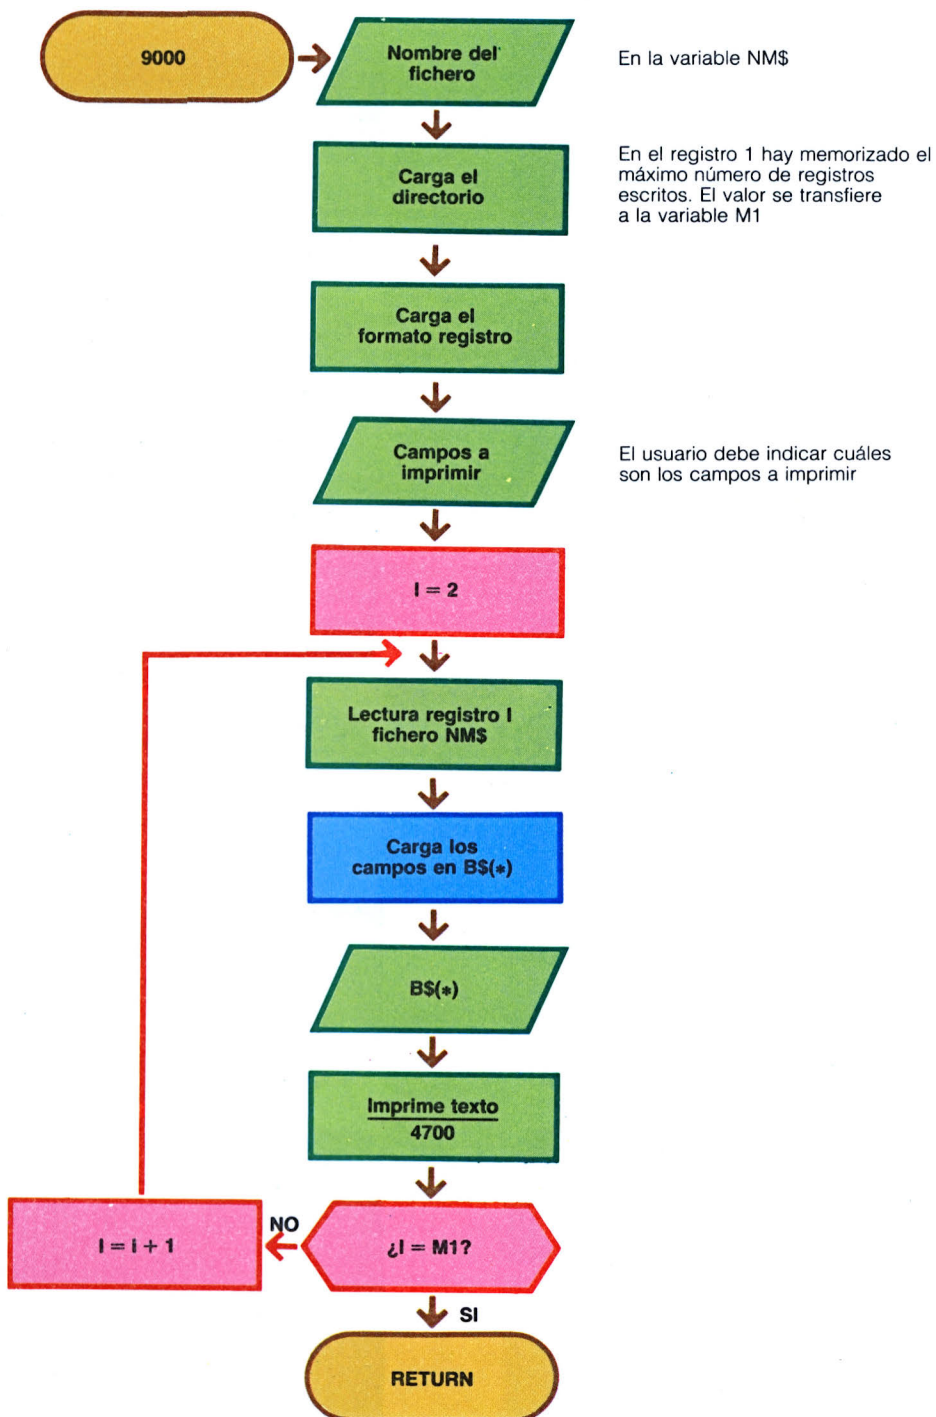 9000
Nombre del
fichero
En la variable NM$
Carga el
directorio
En el registro 1 hay memorizado el
máximo número de registros
escritos. El valor se transfiere
a la variable M1
Carga el
formato registro
Campos a
imprimir
El usuario debe indicar cuáles
son los campos a imprimir
I = 2
Lectura registro I
fichero NM$
Carga los
campos en B$(*)
B$(*)
Imprime texto
4700
¿I = M1?
NO
I = i + 1
SI
RETURN